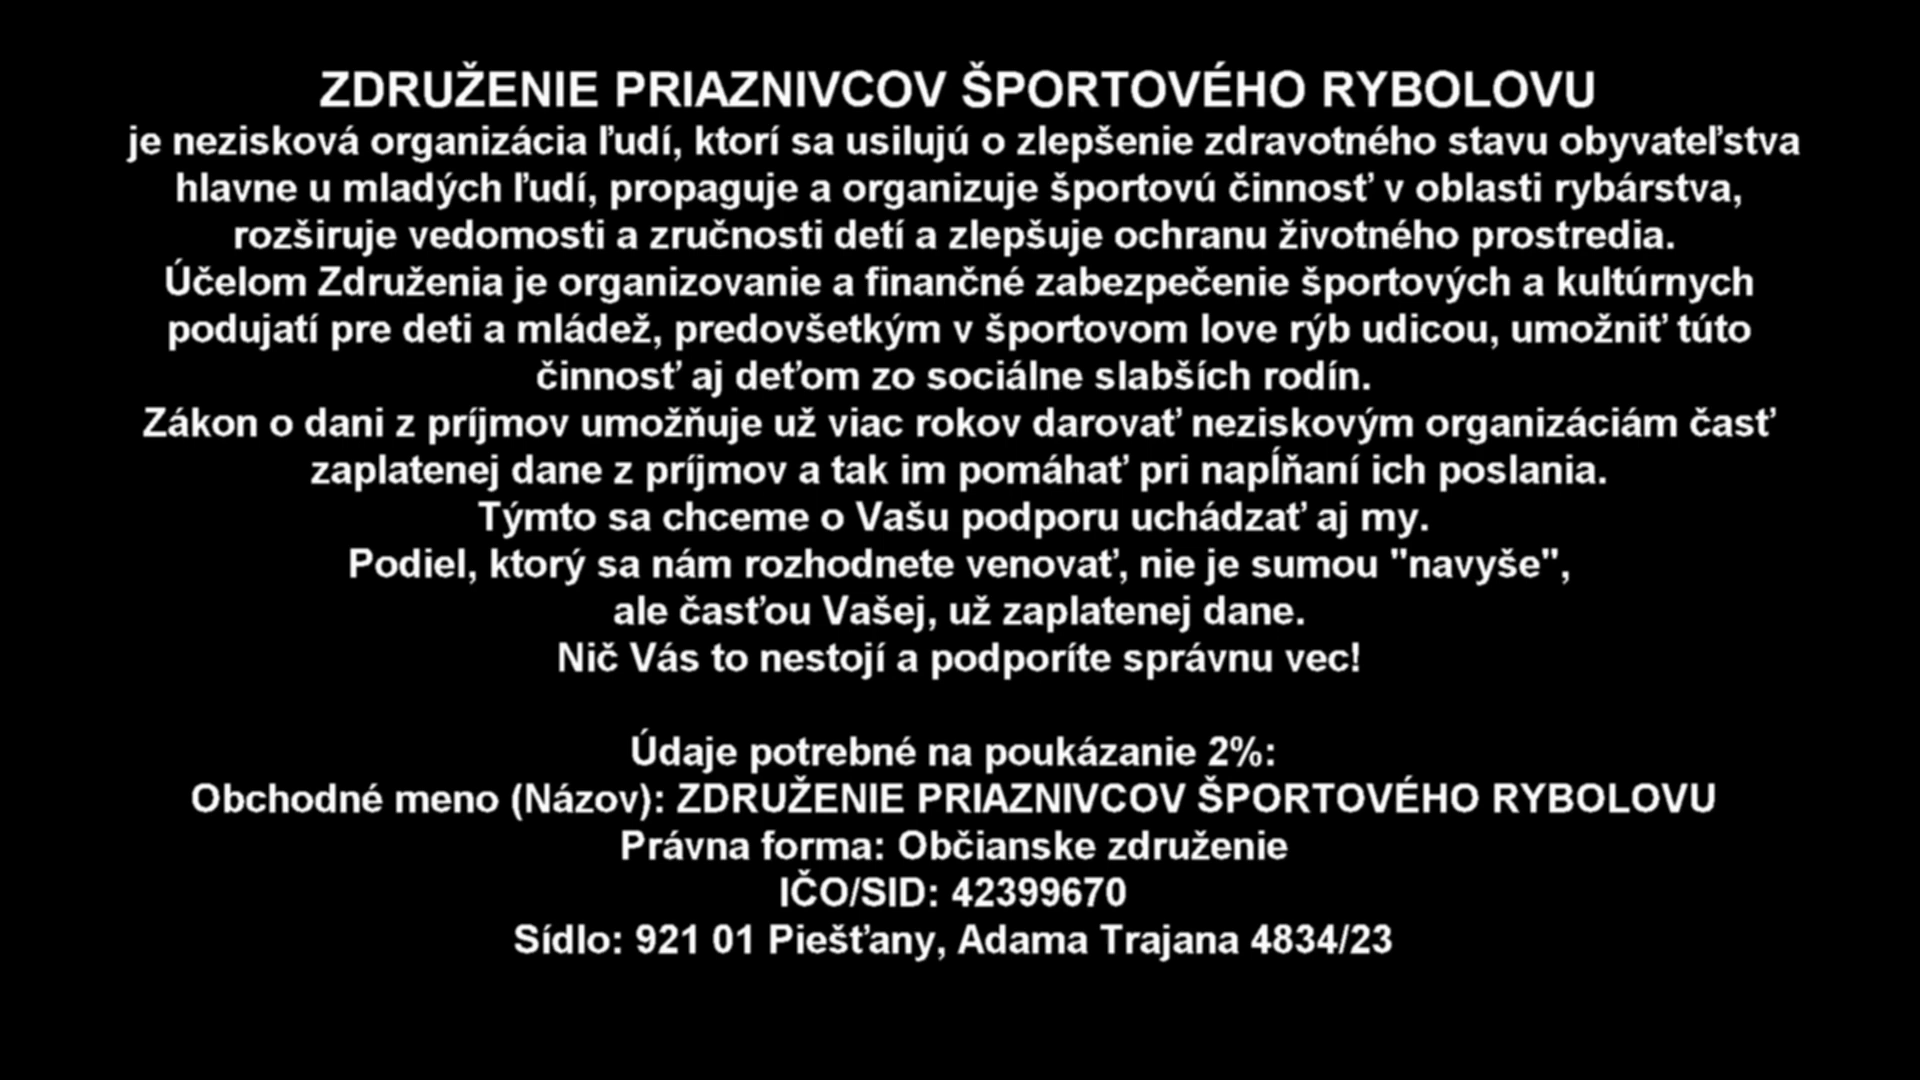 ZDRUŽENIE PRIAZNIVCOV ŠPORTOVÉHO RYBOLOVU
je nezisková organizácia ľudí, ktorí sa usilujú o zlepšenie zdravotného stavu obyvateľstva
hlavne u mladých ľudí, propaguje a organizuje športovú činnosť v oblasti rybárstva,
rozširuje vedomosti a zručnosti detí a zlepšuje ochranu životného prostredia.
Účelom Združenia je organizovanie a finančné zabezpečenie športových a kultúrnych
podujatí pre deti a mládež, predovšetkým v športovom love rýb udicou, umožniť túto
činnosť aj deťom zo sociálne slabších rodín.
Zákon o dani z príjmov umožňuje už viac rokov darovať neziskovým organizáciám časť
zaplatenej dane z príjmov a tak im pomáhať pri napĺňaní ich poslania.
Týmto sa chceme o Vašu podporu uchádzať aj my.
Podiel, ktorý sa nám rozhodnete venovať, nie je sumou "navyše",
ale časťou Vašej, už zaplatenej dane.
Nič Vás to nestojí a podporíte správnu vec!
Údaje potrebné na poukázanie 2%:
Obchodné meno (Názov): ZDRUŽENIE PRIAZNIVCOV ŠPORTOVÉHO RYBOLOVU
Právna forma: Občianske združenie
IČO/SID: 42399670
Sídlo: 921 01 Piešťany, Adama Trajana 4834/23